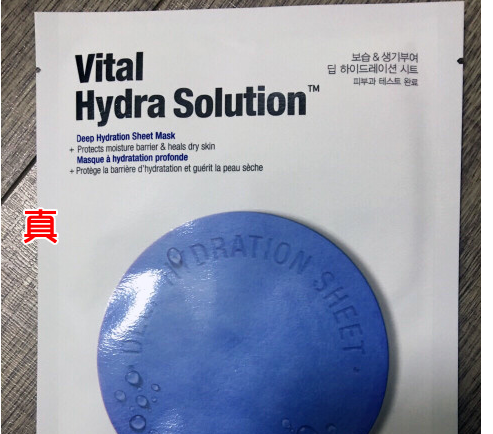 Vital
Hydra Solution™
Deep Hydration Sheet Mask
+ Protects moisture barrier & heals dry skin
Masque à hydratation profonde
+ Protège la barrière d'hydratation et guérit la peau sèche
보습 & 생기부여
딥 하이드레이션 시트
피부과 테스트 완료
真
DEEP HYDRATION SHEET